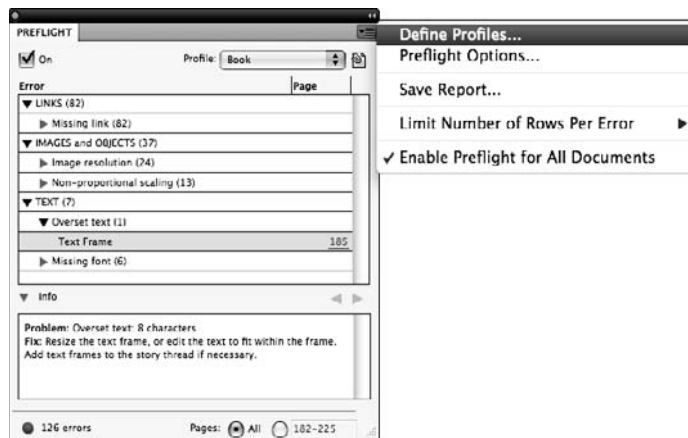 PREFLIGHT
On Profile: Book
Error Page
LINKS (82)
Missing link (82)
IMAGES and OBJECTS (37)
Image resolution (24)
Non-proportional scaling (13)
TEXT (7)
Overset text (1)
Text Frame 185
Missing font (6)
Info
Problem: Overset text: 8 characters
Fix: Resize the text frame, or edit the text to fit within the frame.
Add text frames to the story thread if necessary.
126 errors Pages: All 182-225
Define Profiles...
Preflight Options...
Save Report...
Limit Number of Rows Per Error
Enable Preflight for All Documents